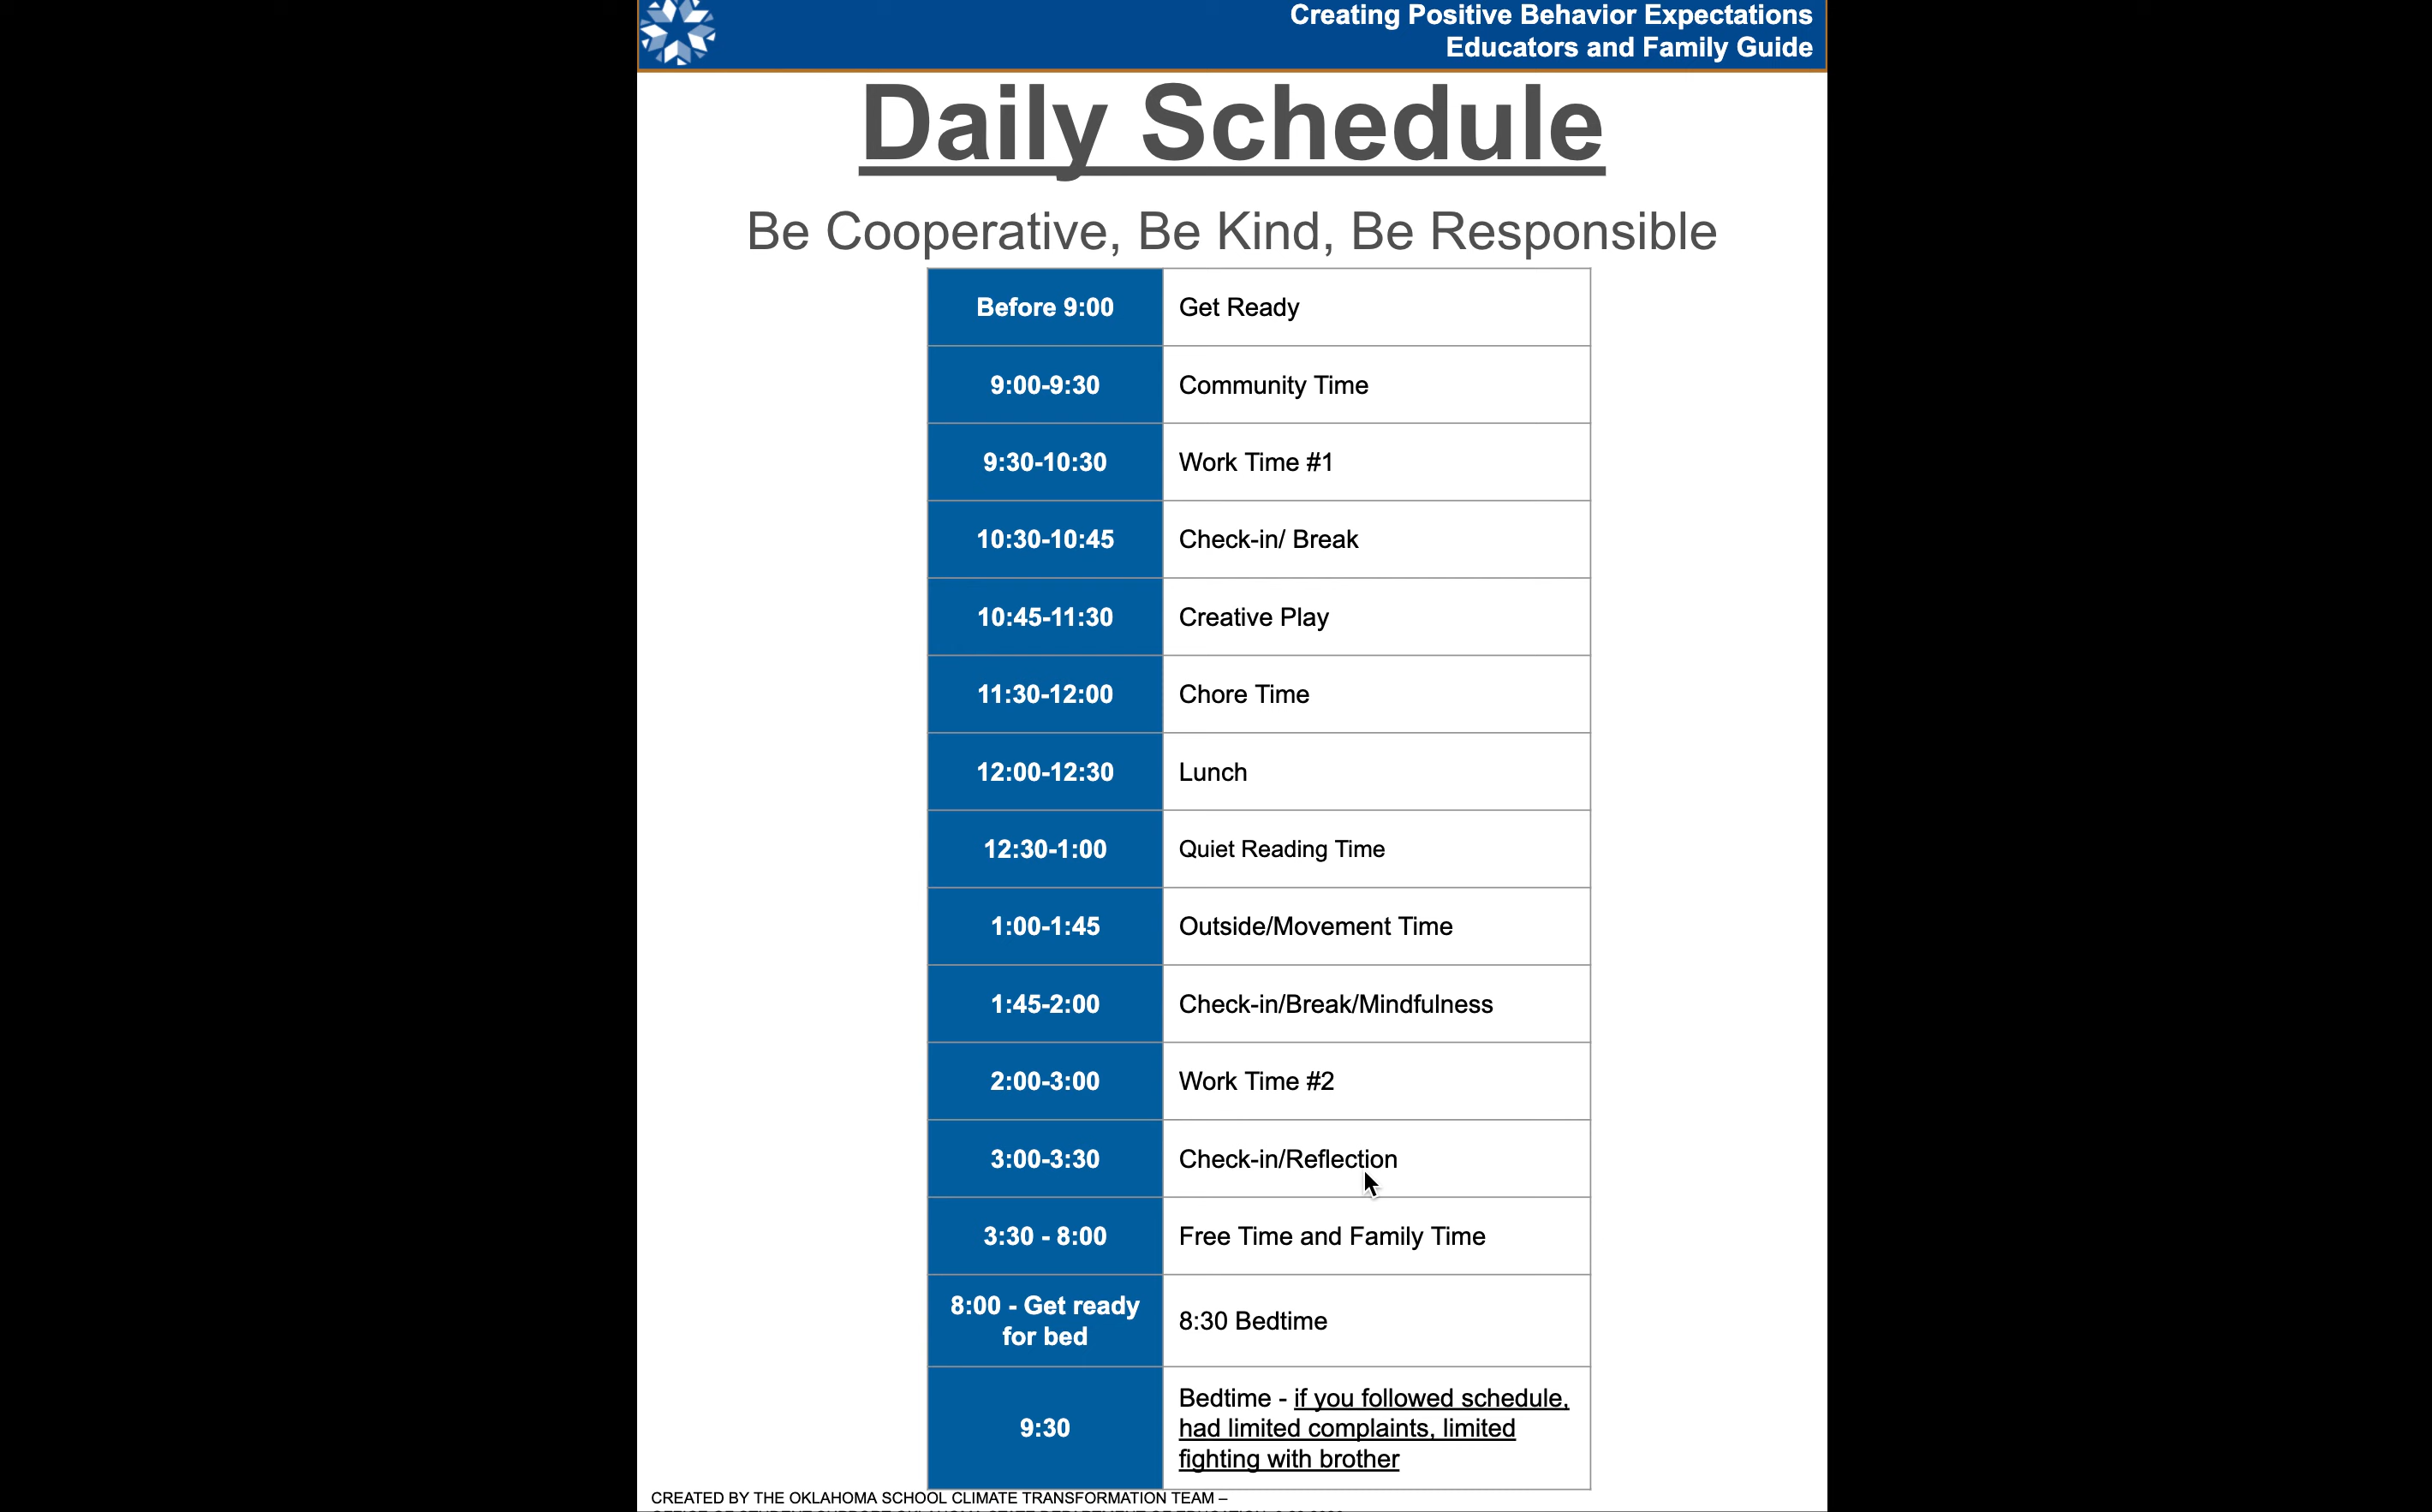 Creating Positive Behavior Expectations
Educators and Family Guide
Daily Schedule
Be Cooperative, Be Kind, Be Responsible
Before 9:00 Get Ready
9:00-9:30 Community Time
9:30-10:30 Work Time #1
10:30-10:45 Check-in/ Break
10:45-11:30 Creative Play
11:30-12:00 Chore Time
12:00-12:30 Lunch
12:30-1:00 Quiet Reading Time
1:00-1:45 Outside/Movement Time
1:45-2:00 Check-in/Break/Mindfulness
2:00-3:00 Work Time #2
3:00-3:30 Check-in/Reflection
3:30 - 8:00 Free Time and Family Time
8:00 - Get ready
for bed
8:30 Bedtime
9:30
Bedtime - if you followed schedule,
had limited complaints, limited
fighting with brother
CREATED BY THE OKLAHOMA SCHOOL CLIMATE TRANSFORMATION TEAM –